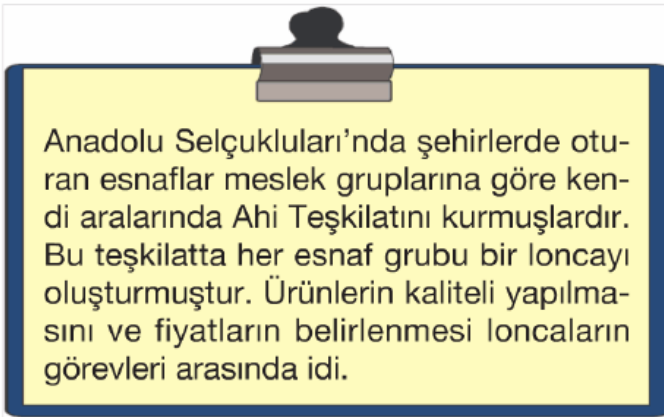 Anadolu Selçukluları’nda şehirlerde otu-
ran esnaflar meslek gruplarına göre ken-
di aralarında Ahi Teşkilatını kurmuşlardır.
Bu teşkilatta her esnaf grubu bir loncayı
oluşturmuştur. Ürünlerin kaliteli yapılma-
sını ve fiyatların belirlenmesi loncaların
görevleri arasında idi.